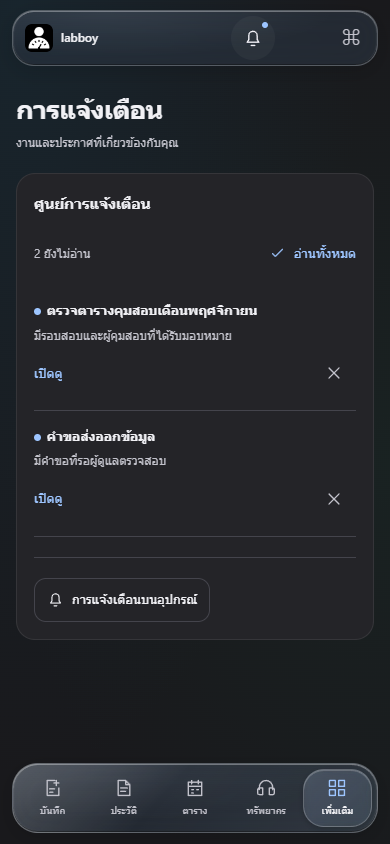 labboy
การแจ้งเตือน
งานและประกาศที่เกี่ยวข้องกับคุณ
ศูนย์การแจ้งเตือน
2 ยังไม่อ่าน
อ่านทั้งหมด
ตรวจตารางคุมสอบเดือนพฤศจิกายน
มีรอบสอบและผู้คุมสอบที่ได้รับมอบหมาย
เปิดดู
คำขอส่งออกข้อมูล
มีคำขอที่รอผู้ดูแลตรวจสอบ
เปิดดู
การแจ้งเตือนบนอุปกรณ์
บันทึก
ประวัติ
ตาราง
ทรัพยากร
เพิ่มเติม